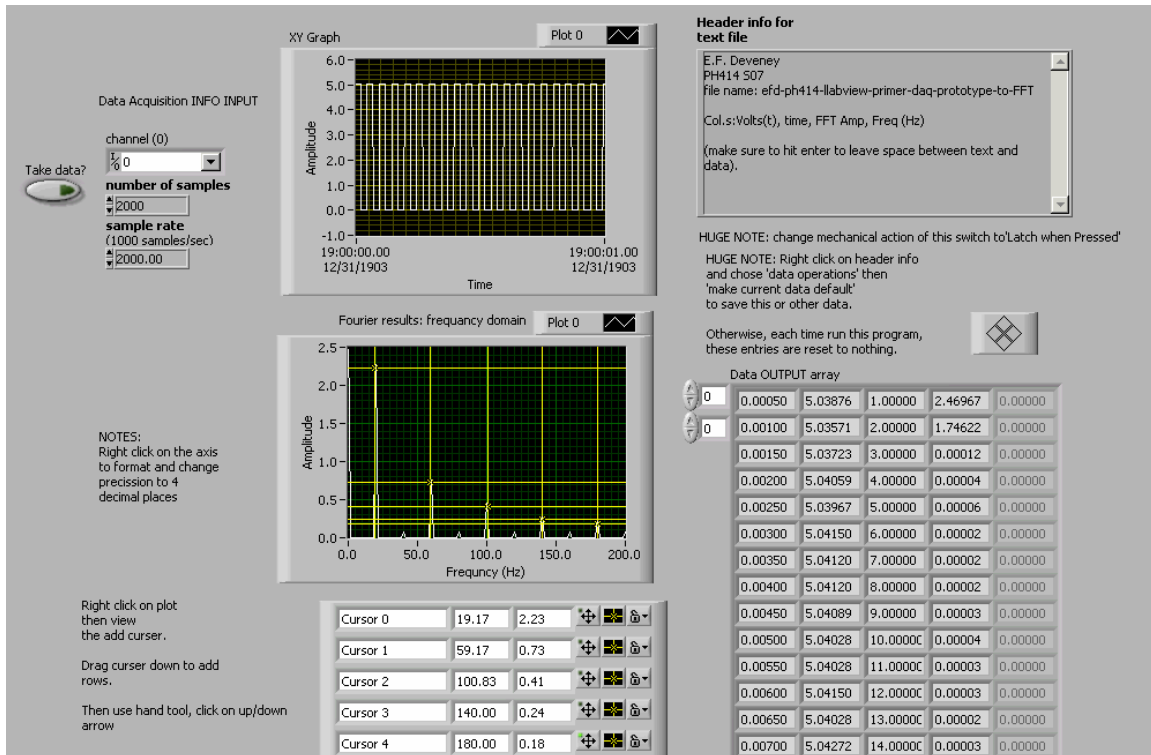 XY Graph
Plot 0
6.0
5.0
4.0
3.0
2.0
1.0
0.0
-1.0
Amplitude
19:00:00.00
12/31/1903
19:00:01.00
12/31/1903
Time
Data Acquisition INFO INPUT
channel (0)
I/O 0
Take data?
number of samples
2000
sample rate
(1000 samples/sec)
2000.00
Header info for
text file
E.F. Deveney
PH414 S07
file name: efd-ph414-llabview-primer-daq-prototype-to-FFT
Col.s:Volts(t), time, FFT Amp, Freq (Hz)
(make sure to hit enter to leave space between text and
data).
HUGE NOTE: change mechanical action of this switch to'Latch when Pressed'
HUGE NOTE: Right click on header info
and chose 'data operations' then
'make current data default'
to save this or other data.
Otherwise, each time run this program,
these entries are reset to nothing.
Fourier results: frequancy domain
Plot 0
2.5
2.0
1.5
1.0
0.5
0.0
Amplitude
0.0 50.0 100.0 150.0 200.0
Frequncy (Hz)
NOTES:
Right click on the axis
to format and change
precission to 4
decimal places
Right click on plot
then view
the add curser.
Drag curser down to add
rows.
Then use hand tool, click on up/down
arrow
Cursor 0 19.17 2.23
Cursor 1 59.17 0.73
Cursor 2 100.83 0.41
Cursor 3 140.00 0.24
Cursor 4 180.00 0.18
Data OUTPUT array
0 0.00050 5.03876 1.00000 2.46967 0.00000
0 0.00100 5.03571 2.00000 1.74622 0.00000
0.00150 5.03723 3.00000 0.00012 0.00000
0.00200 5.04059 4.00000 0.00004 0.00000
0.00250 5.03967 5.00000 0.00006 0.00000
0.00300 5.04150 6.00000 0.00002 0.00000
0.00350 5.04120 7.00000 0.00002 0.00000
0.00400 5.04120 8.00000 0.00002 0.00000
0.00450 5.04089 9.00000 0.00003 0.00000
0.00500 5.04028 10.0000 0.00004 0.00000
0.00550 5.04028 11.0000 0.00003 0.00000
0.00600 5.04150 12.0000 0.00003 0.00000
0.00650 5.04028 13.0000 0.00002 0.00000
0.00700 5.04272 14.0000 0.00003 0.00000